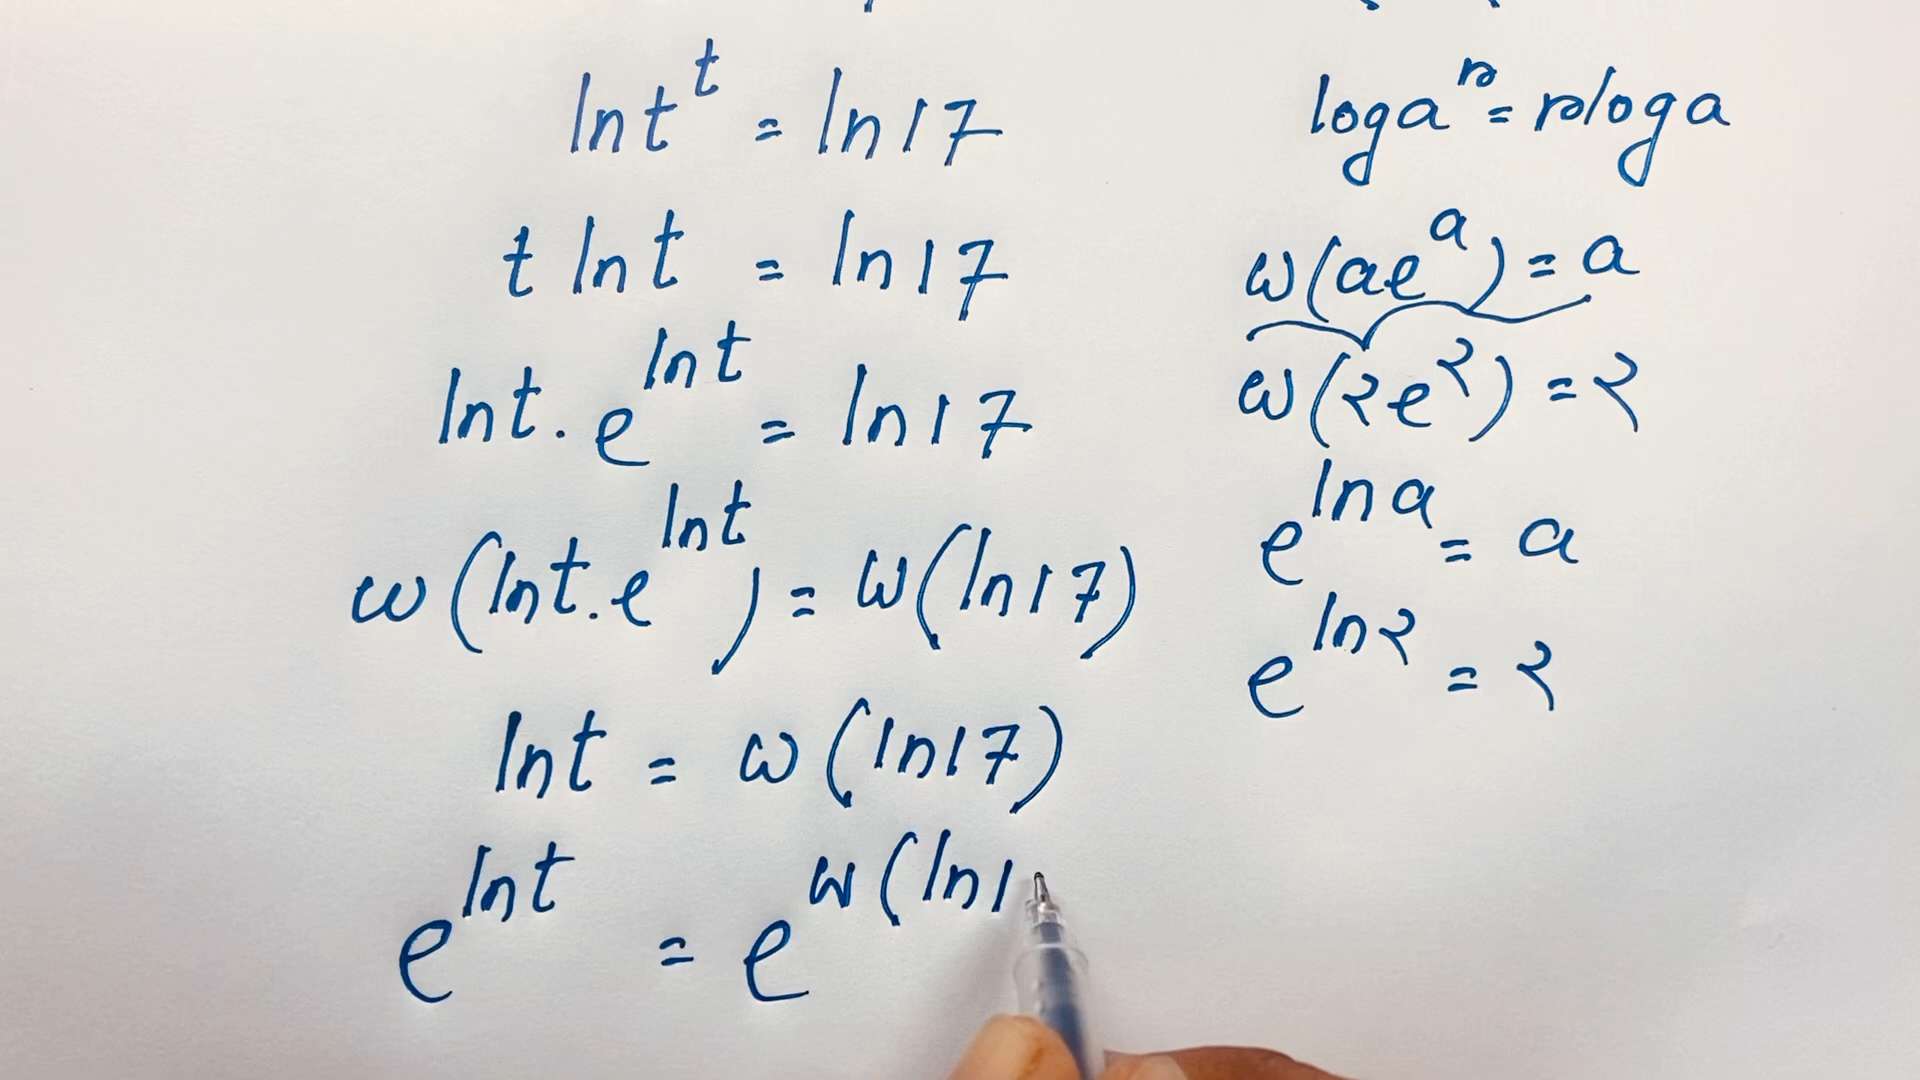 ln t^t = ln 17
t ln t = ln 17
ln t . e^(ln t) = ln 17
w(ln t . e^(ln t)) = w(ln 17)
ln t = w(ln 17)
e^(ln t) = e^(w(ln 1
log a^n = n log a
w(ae^a) = a
w(2e^2) = 2
e^(ln a) = a
e^(ln 2) = 2